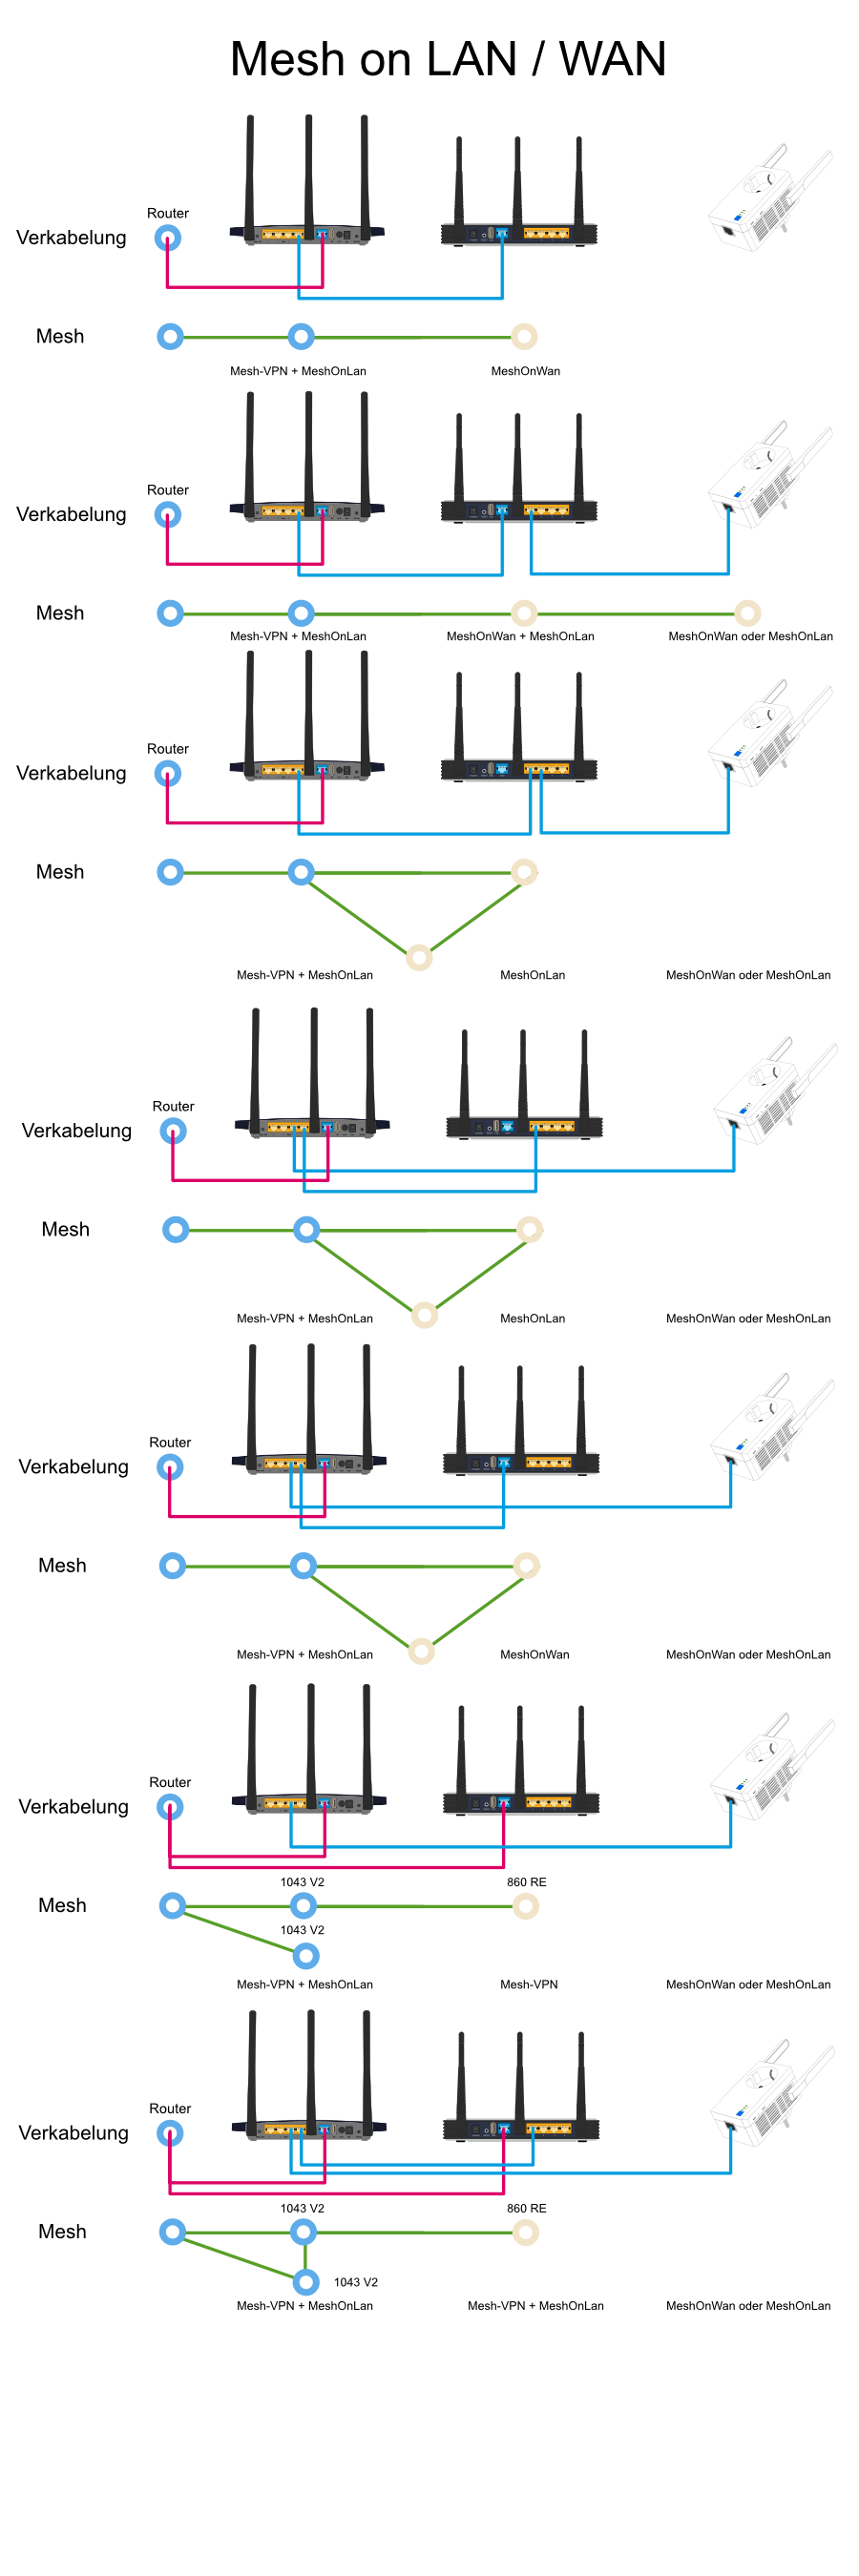 Mesh on LAN / WAN
Router
Verkabelung
Mesh
Mesh-VPN + MeshOnLan MeshOnWan
Router
Verkabelung
Mesh
Mesh-VPN + MeshOnLan MeshOnWan + MeshOnLan MeshOnWan oder MeshOnLan
Router
Verkabelung
Mesh
Mesh-VPN + MeshOnLan MeshOnLan MeshOnWan oder MeshOnLan
Router
Verkabelung
Mesh
Mesh-VPN + MeshOnLan MeshOnLan MeshOnWan oder MeshOnLan
Router
Verkabelung
Mesh
Mesh-VPN + MeshOnLan MeshOnWan MeshOnWan oder MeshOnLan
Router
Verkabelung
1043 V2 860 RE
Mesh
1043 V2
Mesh-VPN + MeshOnLan Mesh-VPN MeshOnWan oder MeshOnLan
Router
Verkabelung
1043 V2 860 RE
Mesh
1043 V2
Mesh-VPN + MeshOnLan Mesh-VPN + MeshOnLan MeshOnWan oder MeshOnLan